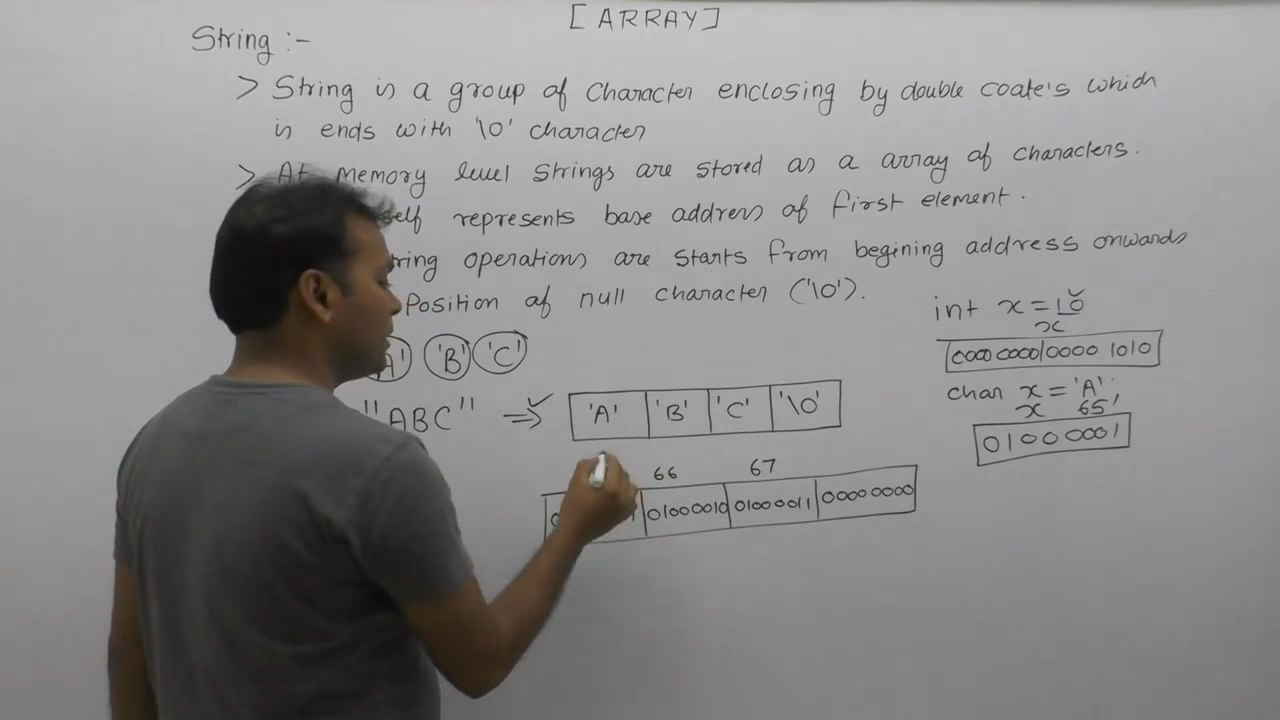 [ARRAY]
String :-
> String is a group of character enclosing by double coate's which
is ends with '\0' character
> At memory level strings are stored as a array of characters.
represents base address of first element.
operations are starts from begining address onwards
Position of null character ('\0').
'B' 'C'
"ABC" => 'A' 'B' 'C' '\0'
66 67
01000010 01000011 00000000
int x = 10
x
00000000 0000 1010
char x = 'A';
x 65
01000001